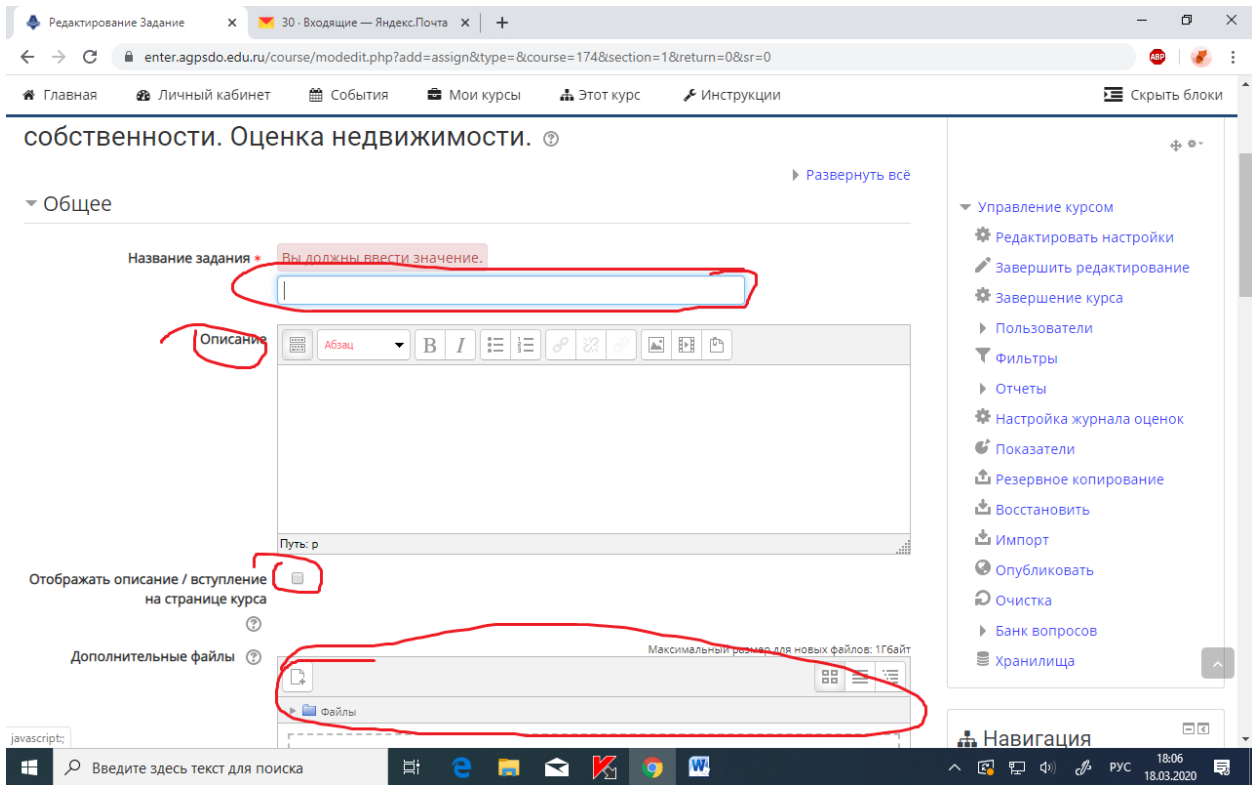 Редактирование Задание
30 · Входящие — Яндекс.Почта
enter.agpsdo.edu.ru/course/modedit.php?add=assign&type=&course=174&section=1&return=0&sr=0
ABP
Главная Личный кабинет События Мои курсы Этот курс Инструкции Скрыть блоки
собственности. Оценка недвижимости.
Развернуть всё
Общее
Название задания * Вы должны ввести значение.
Описание Абзац B I
Путь: p
Отображать описание / вступление
на странице курса
Дополнительные файлы
Максимальный размер для новых файлов: 1Гбайт
Файлы
Управление курсом
Редактировать настройки
Завершить редактирование
Завершение курса
Пользователи
Фильтры
Отчеты
Настройка журнала оценок
Показатели
Резервное копирование
Восстановить
Импорт
Опубликовать
Очистка
Банк вопросов
Хранилища
Навигация
javascript:;
Введите здесь текст для поиска
РУС
18:06
18.03.2020